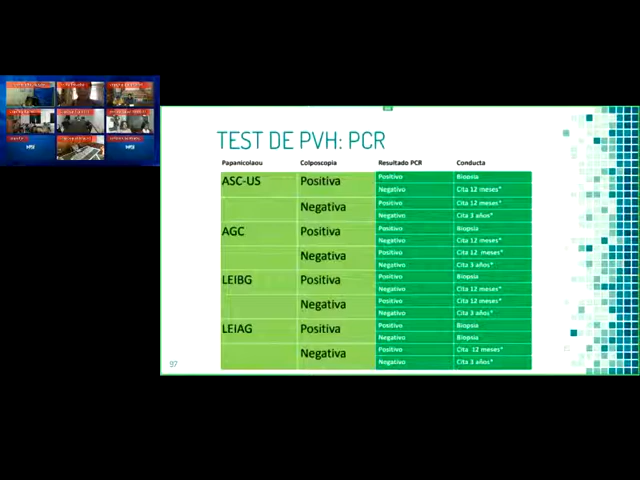 TEST DE PVH: PCR
Papanicolaou Colposcopia Resultado PCR Conducta
ASC-US Positiva Positivo Biopsia
Negativo Cita 12 meses*
Negativa Positivo Cita 12 meses*
Negativo Cita 3 años*
AGC Positiva Positivo Biopsia
Negativo Cita 12 meses*
Negativa Positivo Cita 12 meses*
Negativo Cita 3 años*
LEIBG Positiva Positivo Biopsia
Negativo Cita 12 meses*
Negativa Positivo Cita 12 meses*
Negativo Cita 3 años*
LEIAG Positiva Positivo Biopsia
Negativo Biopsia
Negativa Positivo Cita 12 meses*
Negativo Cita 3 años*
97